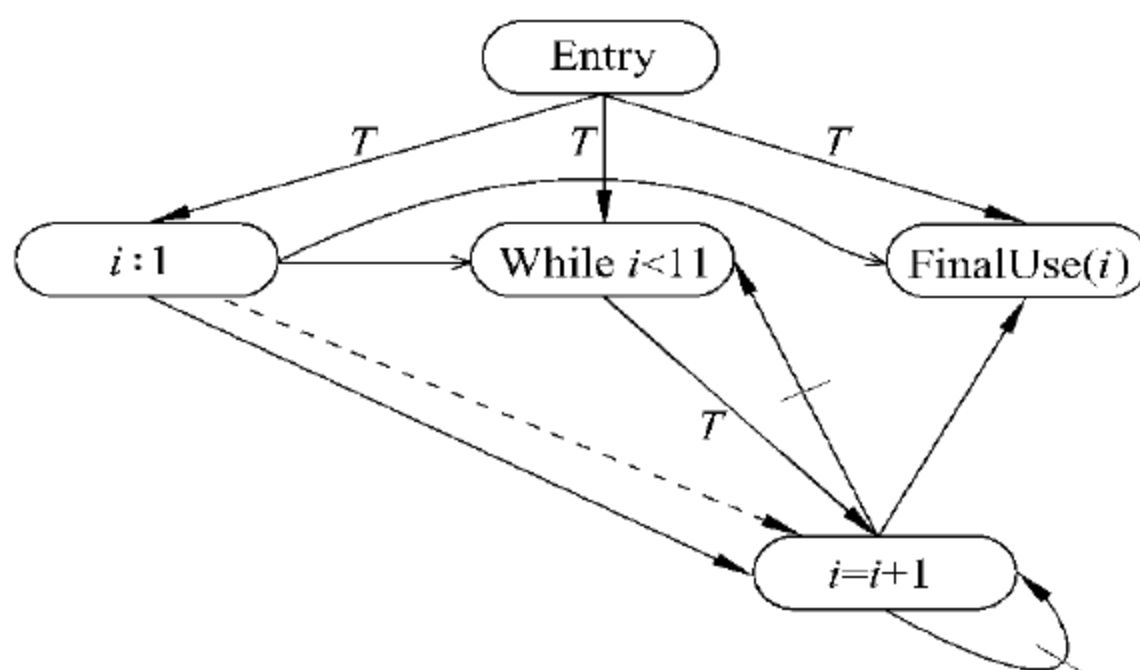 Entry
T
T
T
i:1
While i<11
FinalUse(i)
T
i=i+1